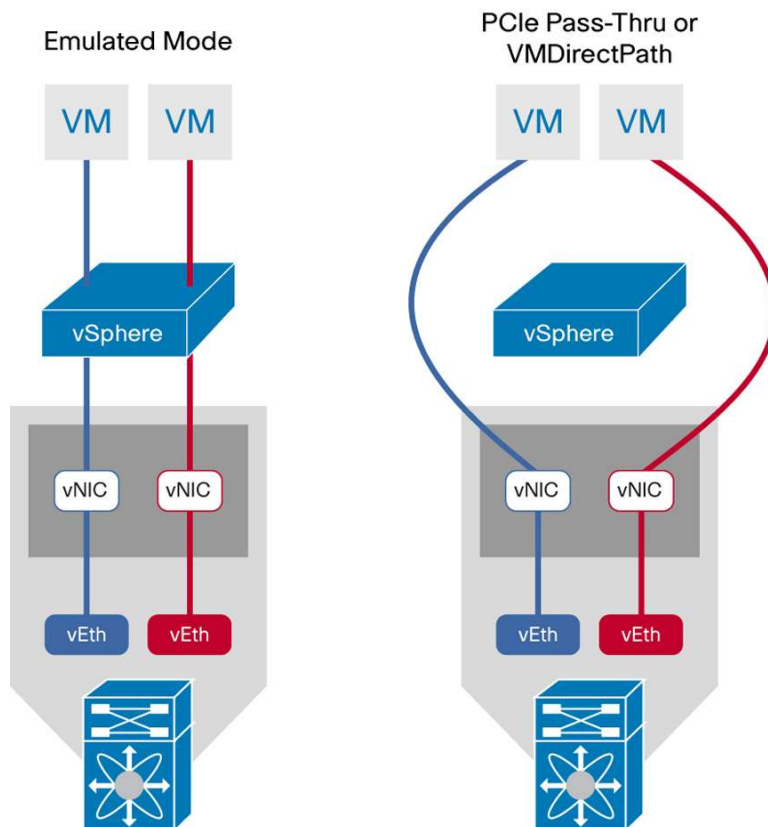 Emulated Mode
VM VM
vSphere
vNIC vNIC
vEth vEth
PCIe Pass-Thru or
VMDirectPath
VM VM
vSphere
vNIC vNIC
vEth vEth